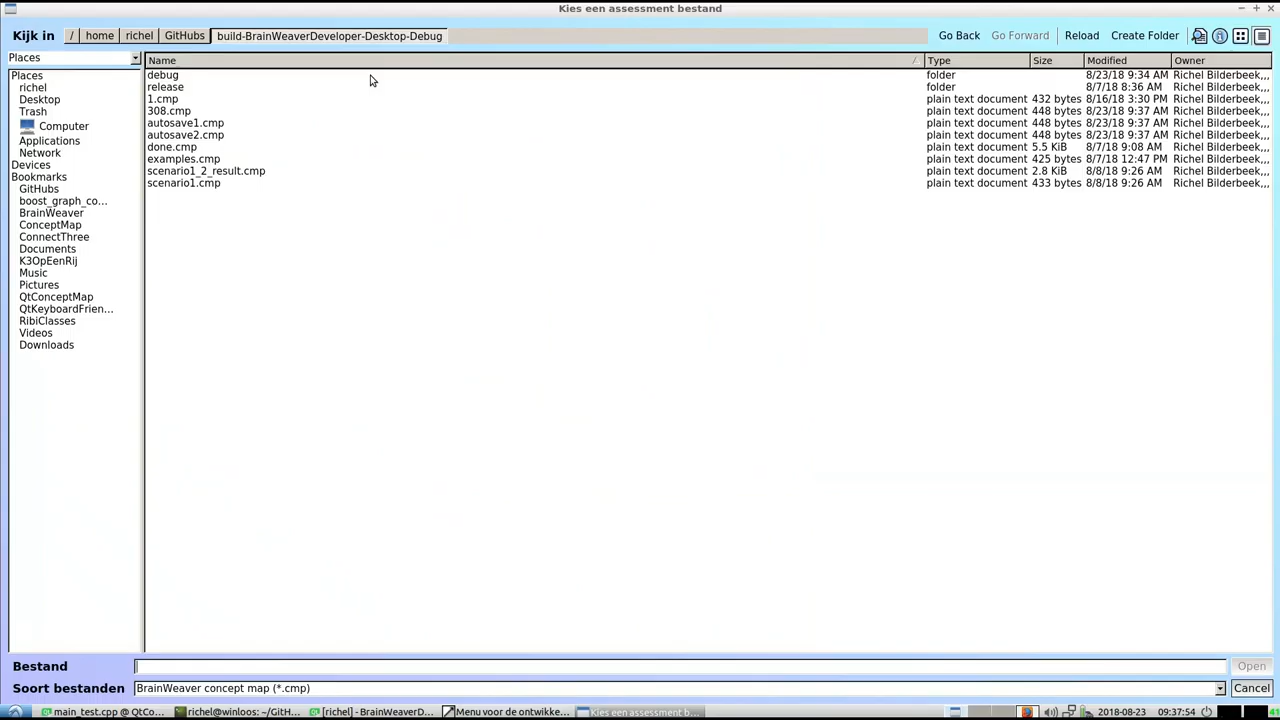 Kies een assessment bestand
Kijk in / home richel GitHubs build-BrainWeaverDeveloper-Desktop-Debug Go Back Go Forward Reload Create Folder
Places
Name Type Size Modified Owner
Places
richel
Desktop
Trash
Computer
Applications
Network
Devices
Bookmarks
GitHubs
boost_graph_co...
BrainWeaver
ConceptMap
ConnectThree
Documents
K3OpEenRij
Music
Pictures
QtConceptMap
QtKeyboardFrien...
RibiClasses
Videos
Downloads
debug folder 8/23/18 9:34 AM Richel Bilderbeek,,,
release folder 8/7/18 8:36 AM Richel Bilderbeek,,,
1.cmp plain text document 432 bytes 8/16/18 3:30 PM Richel Bilderbeek,,,
308.cmp plain text document 448 bytes 8/23/18 9:37 AM Richel Bilderbeek,,,
autosave1.cmp plain text document 448 bytes 8/23/18 9:37 AM Richel Bilderbeek,,,
autosave2.cmp plain text document 448 bytes 8/23/18 9:37 AM Richel Bilderbeek,,,
done.cmp plain text document 5.5 KiB 8/7/18 9:08 AM Richel Bilderbeek,,,
examples.cmp plain text document 425 bytes 8/7/18 12:47 PM Richel Bilderbeek,,,
scenario1_2_result.cmp plain text document 2.8 KiB 8/8/18 9:26 AM Richel Bilderbeek,,,
scenario1.cmp plain text document 433 bytes 8/8/18 9:26 AM Richel Bilderbeek,,,
Bestand Open
Soort bestanden BrainWeaver concept map (*.cmp) Cancel
main_test.cpp @ QtCo... richel@winloos: ~/GitH... [richel] - BrainWeaverD... Menu voor de ontwikke... Kies een assessment b... 2018-08-23 09:37:54